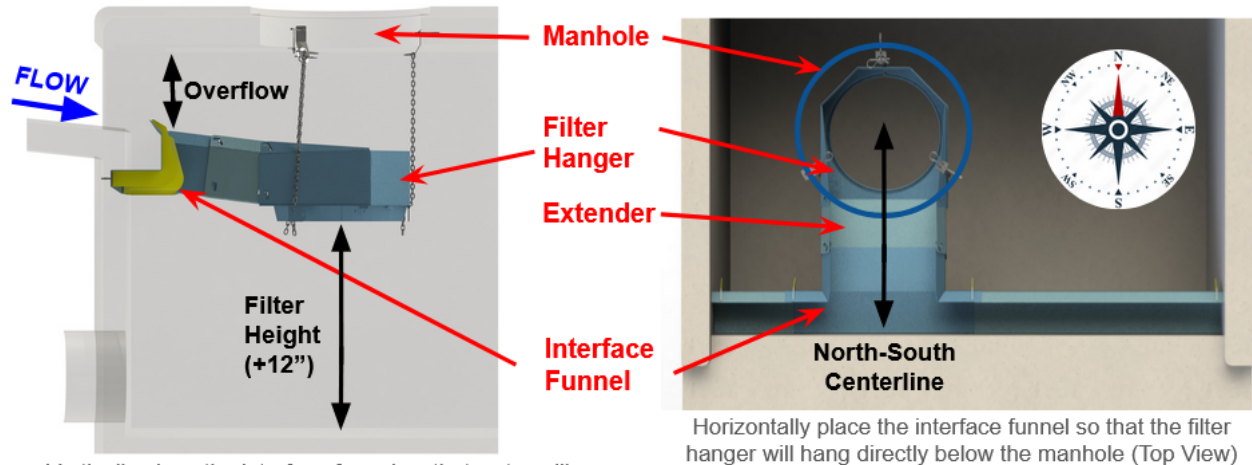 Manhole
FLOW
Overflow
Filter
Hanger
Extender
Filter
Height
(+12”)
Interface
Funnel
North-South
Centerline
N
NE
E
SE
S
SW
W
NW
Horizontally place the interface funnel so that the filter
hanger will hang directly below the manhole (Top View)